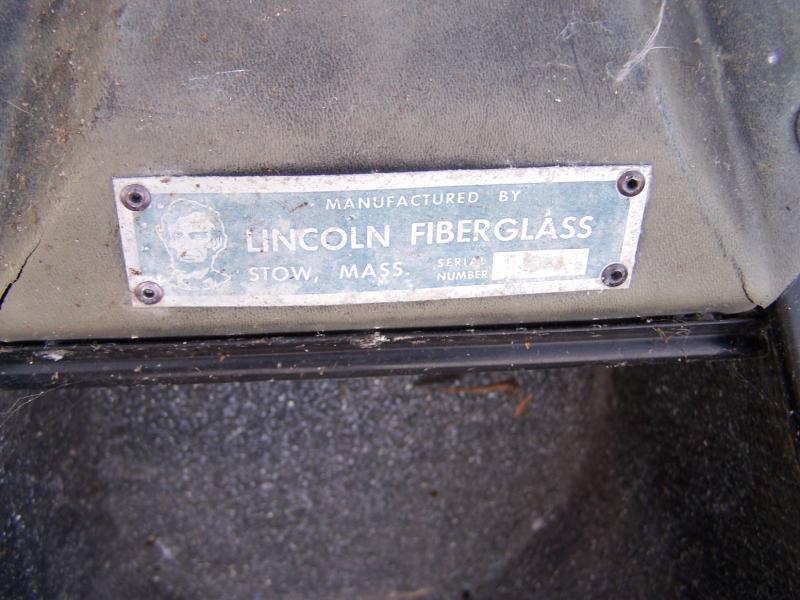 MANUFACTURED BY
LINCOLN FIBERGLASS
STOW, MASS. SERIAL NUMBER